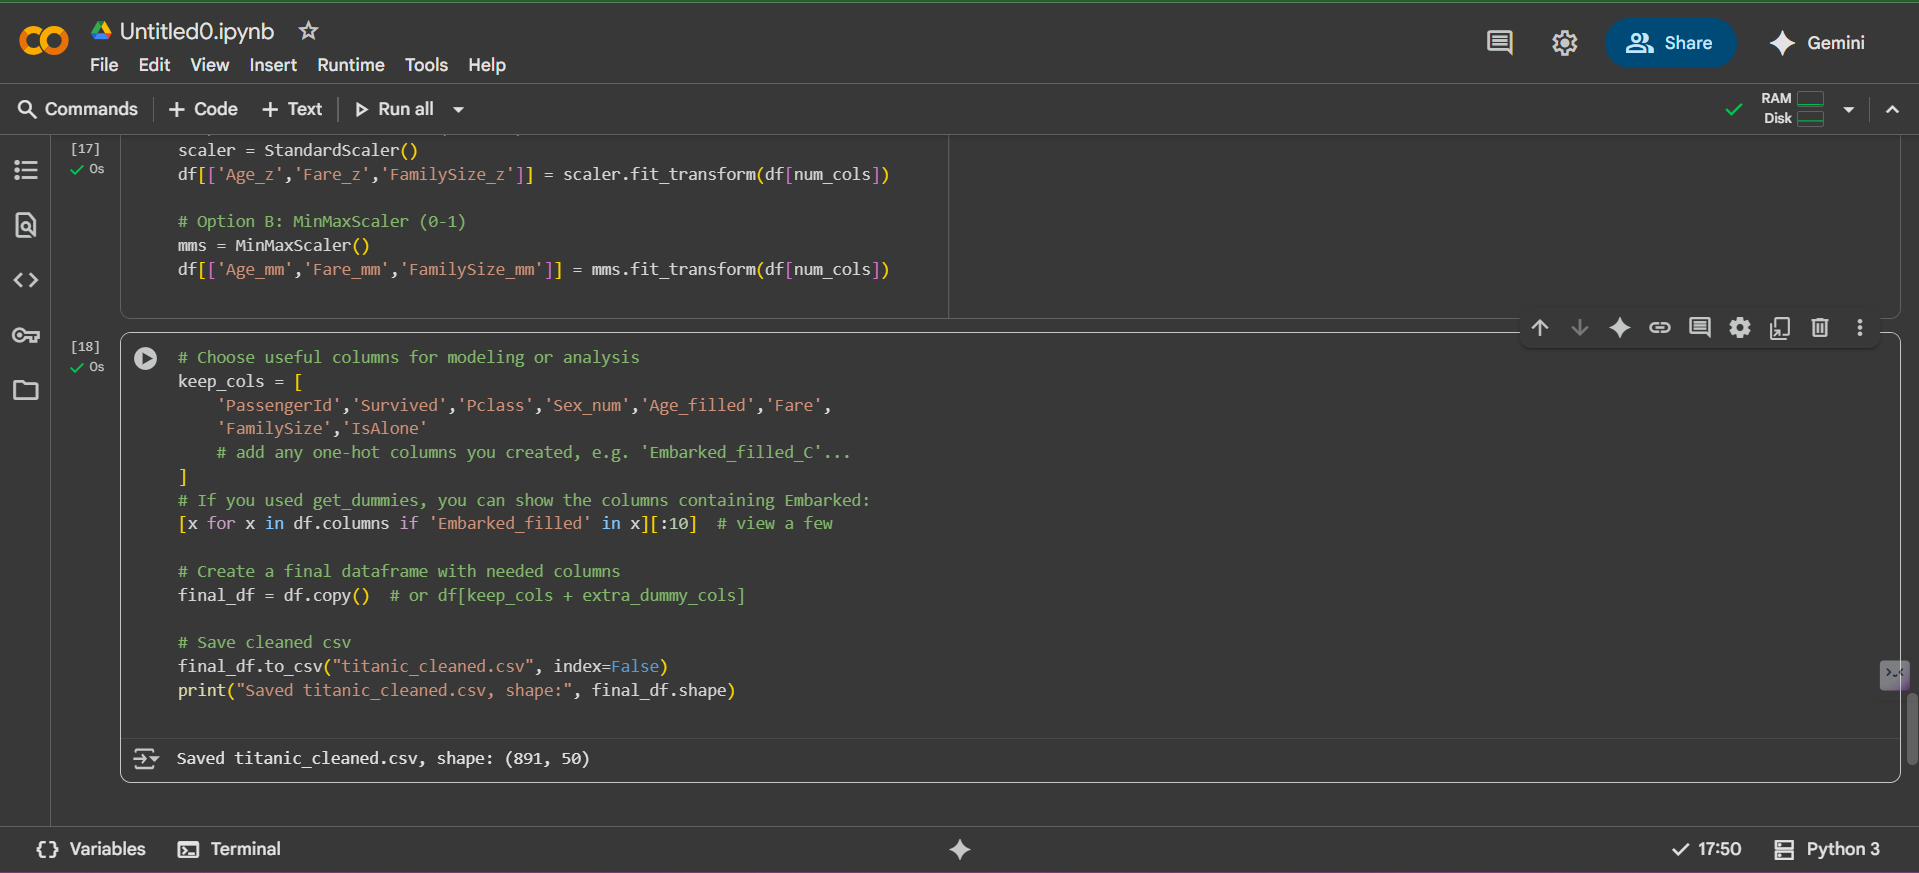 Untitled0.ipynb
File Edit View Insert Runtime Tools Help
Share
Gemini
Commands + Code + Text Run all
RAM
Disk
[17]
0s
scaler = StandardScaler()
df[['Age_z','Fare_z','FamilySize_z']] = scaler.fit_transform(df[num_cols])
# Option B: MinMaxScaler (0-1)
mms = MinMaxScaler()
df[['Age_mm','Fare_mm','FamilySize_mm']] = mms.fit_transform(df[num_cols])
[18]
0s
# Choose useful columns for modeling or analysis
keep_cols = [
'PassengerId','Survived','Pclass','Sex_num','Age_filled','Fare',
'FamilySize','IsAlone'
# add any one-hot columns you created, e.g. 'Embarked_filled_C'...
]
# If you used get_dummies, you can show the columns containing Embarked:
[x for x in df.columns if 'Embarked_filled' in x][:10]  # view a few
# Create a final dataframe with needed columns
final_df = df.copy()  # or df[keep_cols + extra_dummy_cols]
# Save cleaned csv
final_df.to_csv("titanic_cleaned.csv", index=False)
print("Saved titanic_cleaned.csv, shape:", final_df.shape)
Saved titanic_cleaned.csv, shape: (891, 50)
Variables Terminal
17:50 Python 3